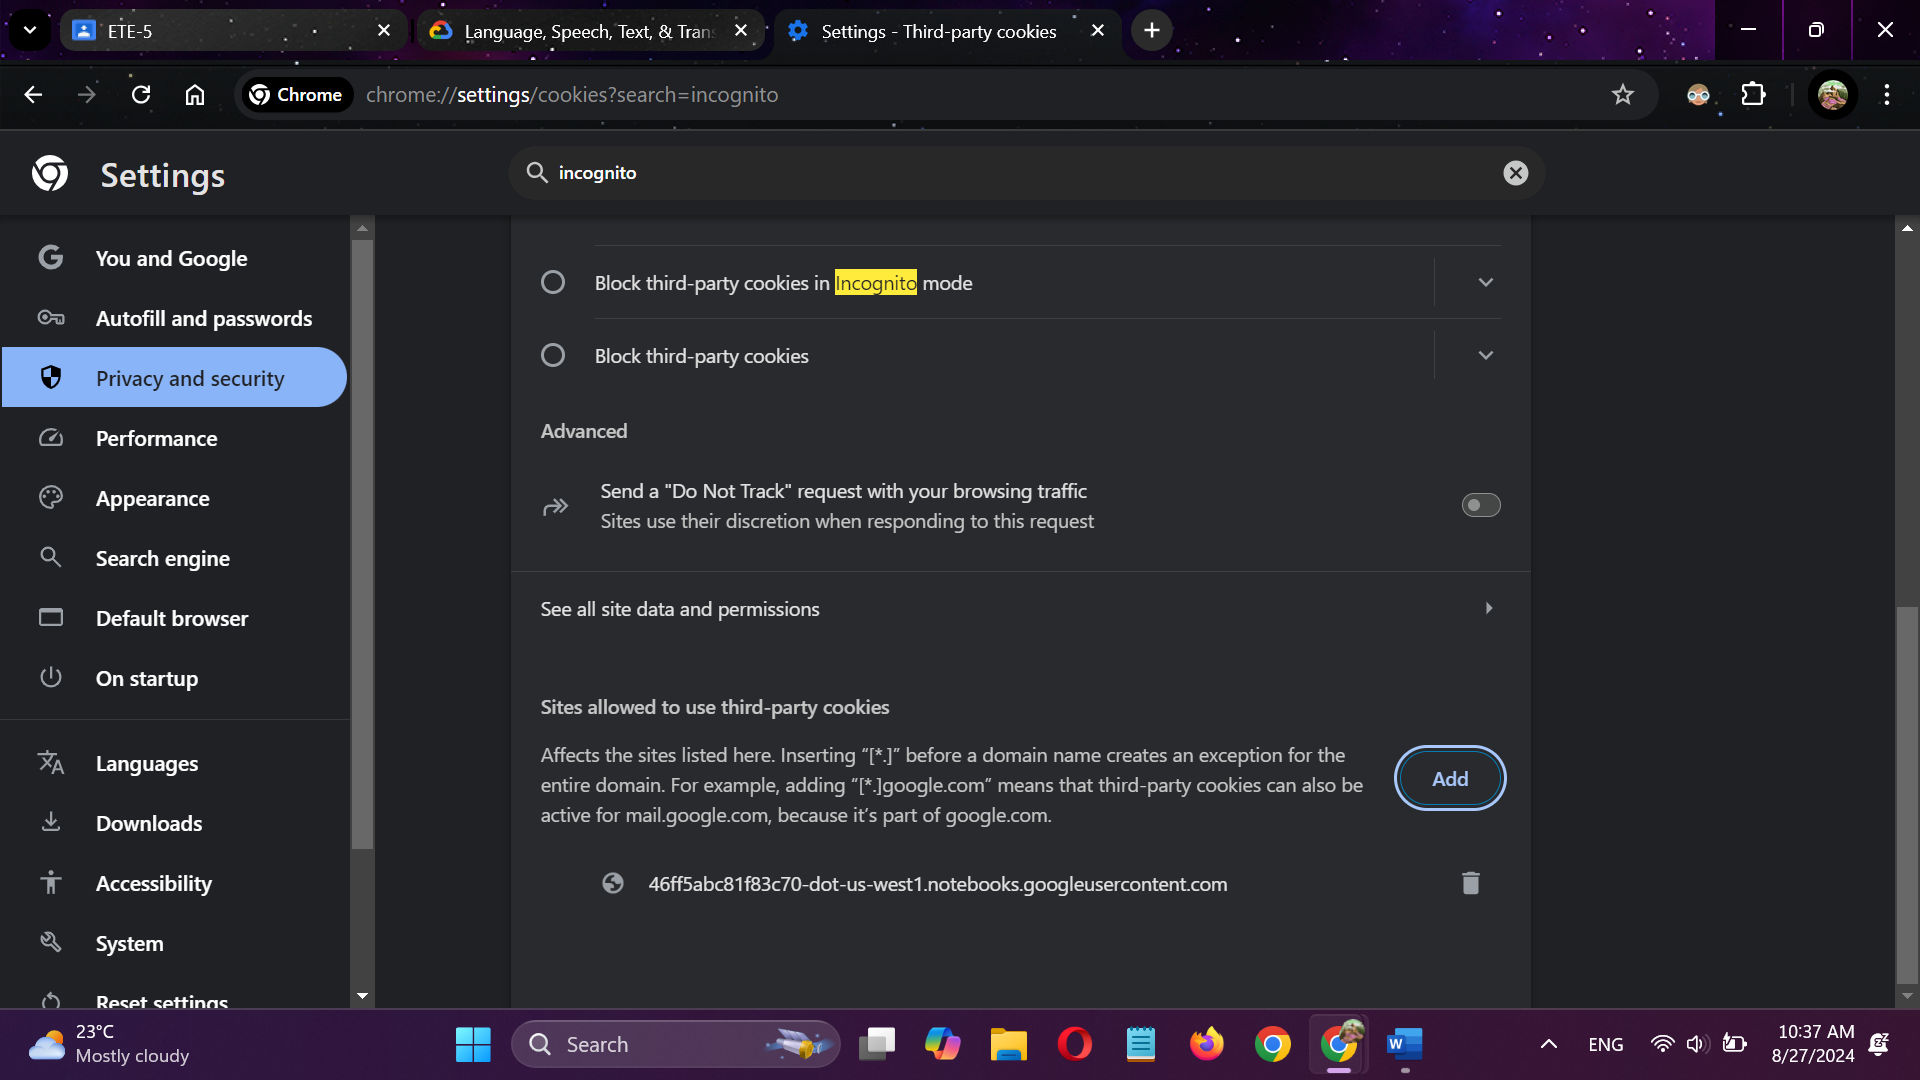 ETE-5
Language, Speech, Text, & Trans
Settings - Third-party cookies
Chrome
chrome://settings/cookies?search=incognito
Settings
incognito
You and Google
Autofill and passwords
Privacy and security
Performance
Appearance
Search engine
Default browser
On startup
Languages
Downloads
Accessibility
System
Reset settings
Block third-party cookies in Incognito mode
Block third-party cookies
Advanced
Send a "Do Not Track" request with your browsing traffic
Sites use their discretion when responding to this request
See all site data and permissions
Sites allowed to use third-party cookies
Affects the sites listed here. Inserting “[*.]” before a domain name creates an exception for the
entire domain. For example, adding “[*.]google.com” means that third-party cookies can also be
active for mail.google.com, because it’s part of google.com.
Add
46ff5abc81f83c70-dot-us-west1.notebooks.googleusercontent.com
23°C
Mostly cloudy
Search
ENG
10:37 AM
8/27/2024